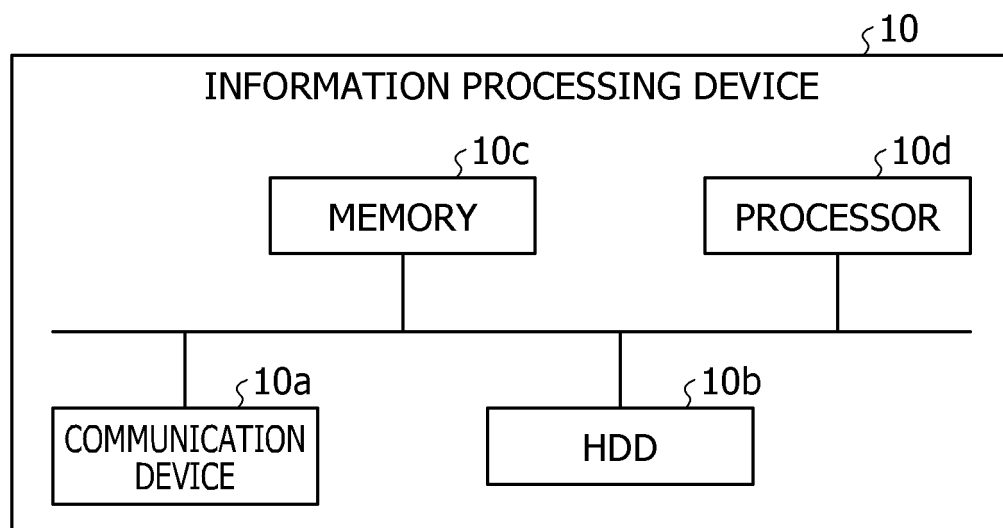 10
INFORMATION PROCESSING DEVICE
10c
MEMORY
10d
PROCESSOR
10a
COMMUNICATION
DEVICE
10b
HDD